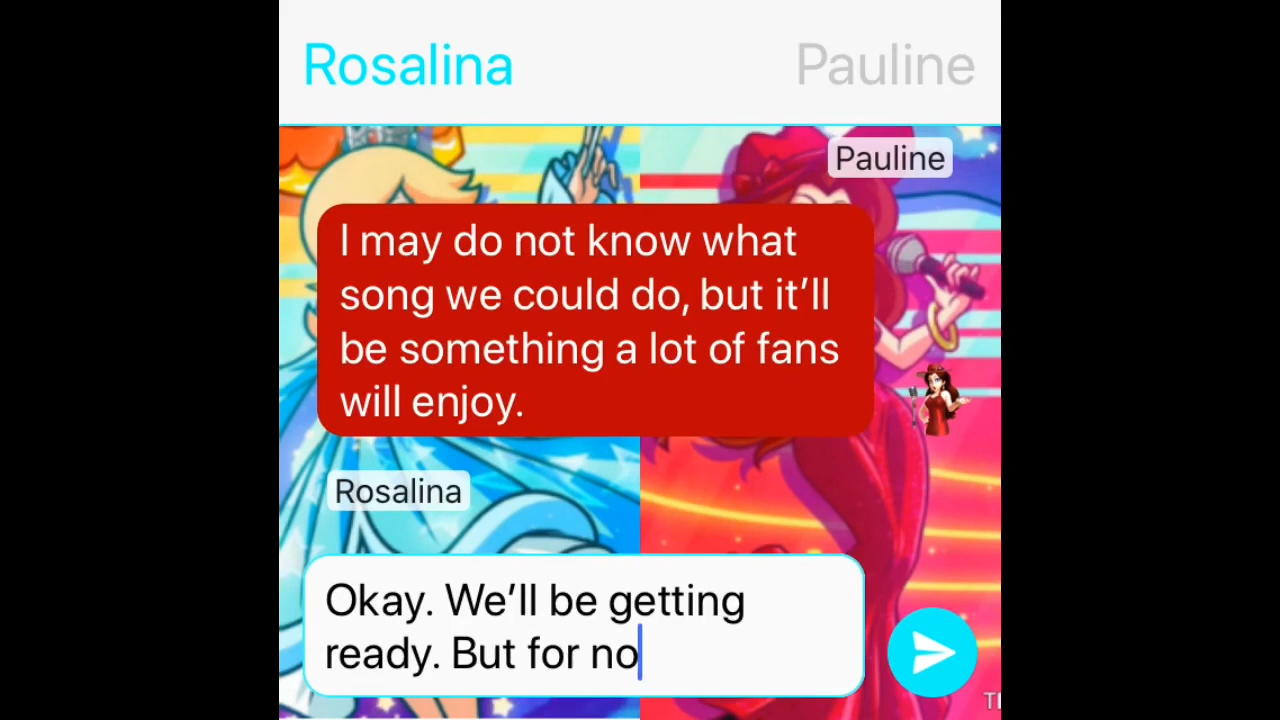 Rosalina
Pauline
Pauline
I may do not know what
song we could do, but it’ll
be something a lot of fans
will enjoy.
Rosalina
Okay. We’ll be getting
ready. But for no